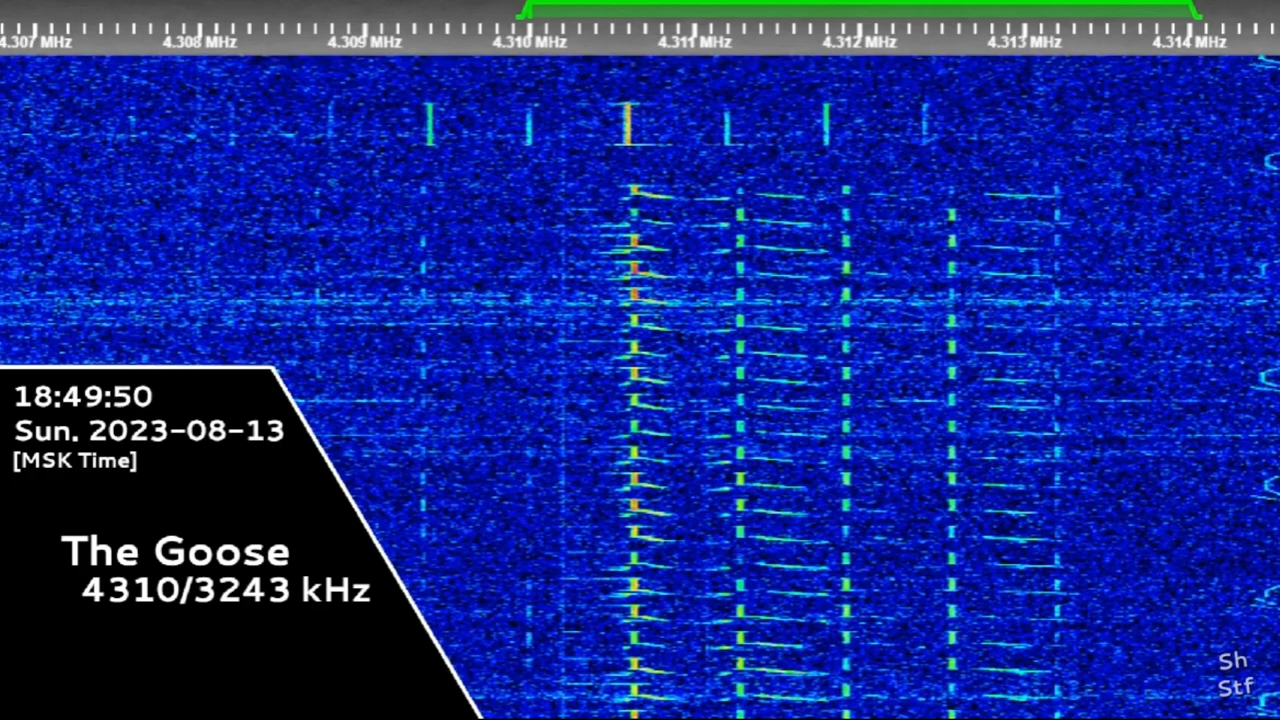 4.307 MHz 4.308 MHz 4.309 MHz 4.310 MHz 4.311 MHz 4.312 MHz 4.313 MHz 4.314 MHz
18:49:50
Sun. 2023-08-13
[MSK Time]
The Goose
4310/3243 kHz
Sh
Stf